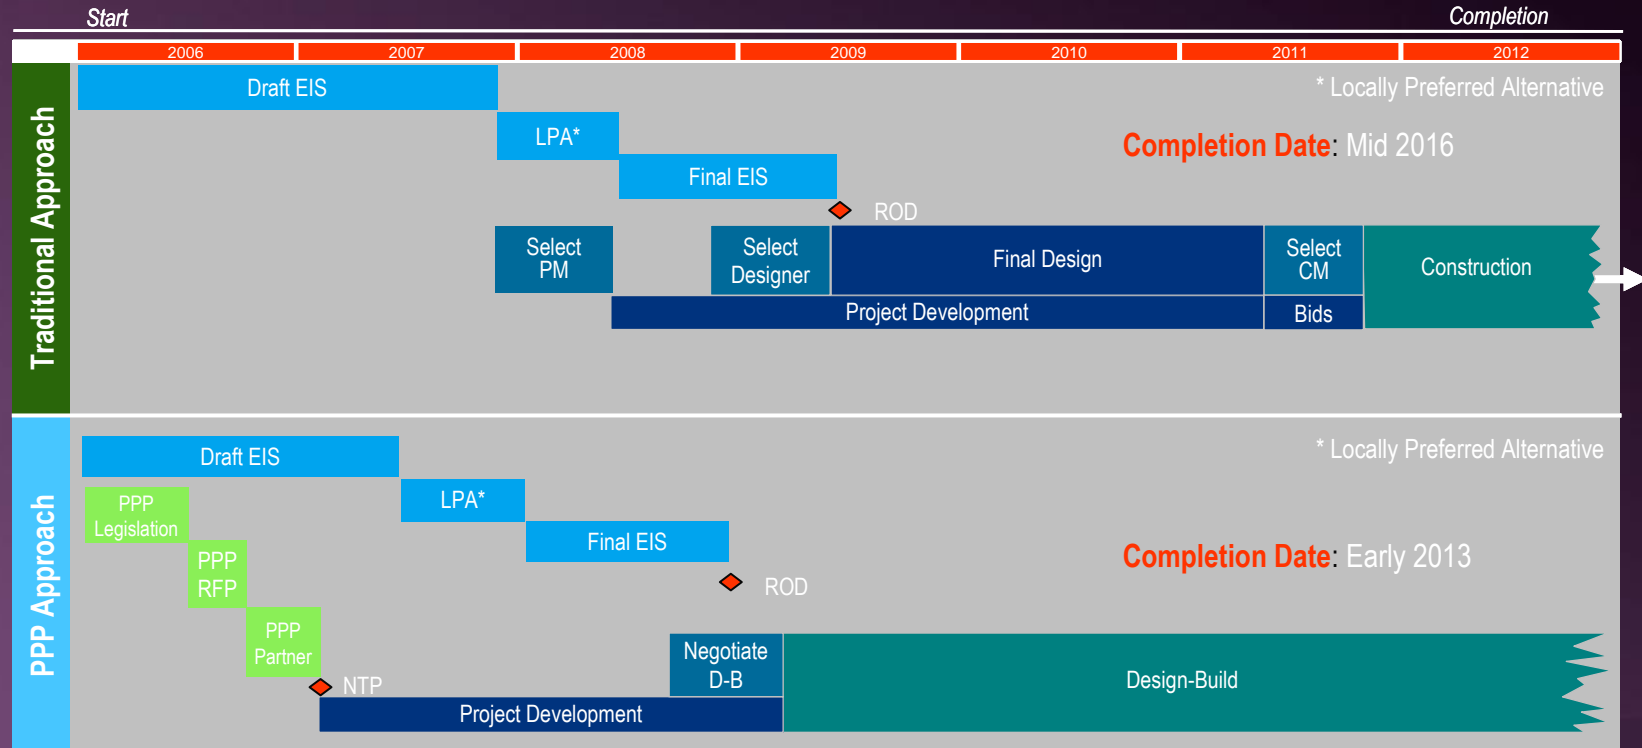 Start
Completion
2006 2007 2008 2009 2010 2011 2012
Traditional Approach
Draft EIS
* Locally Preferred Alternative
LPA*
Completion Date: Mid 2016
Final EIS
ROD
Select
PM
Select
Designer
Final Design
Select
CM
Construction
Project Development
Bids
PPP Approach
Draft EIS
* Locally Preferred Alternative
PPP
Legislation
LPA*
Final EIS
Completion Date: Early 2013
PPP
RFP
ROD
PPP
Partner
Negotiate
D-B
Design-Build
NTP
Project Development